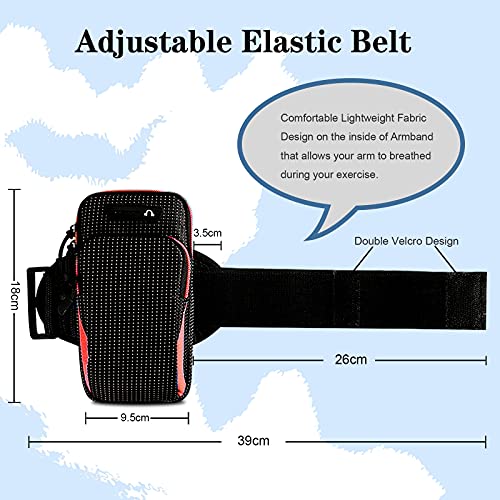 Adjustable Elastic Belt
Comfortable Lightweight Fabric
Design on the inside of Armband
that allows your arm to breathed
during your exercise.
3.5cm
Double Velcro Design
18cm
26cm
9.5cm
39cm